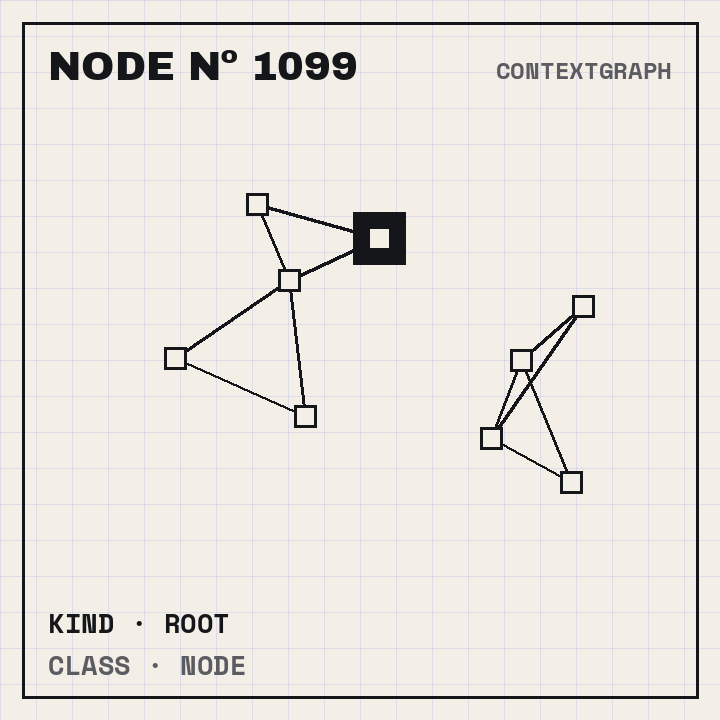 NODE Nº 1099
CONTEXTGRAPH
KIND · ROOT
CLASS · NODE